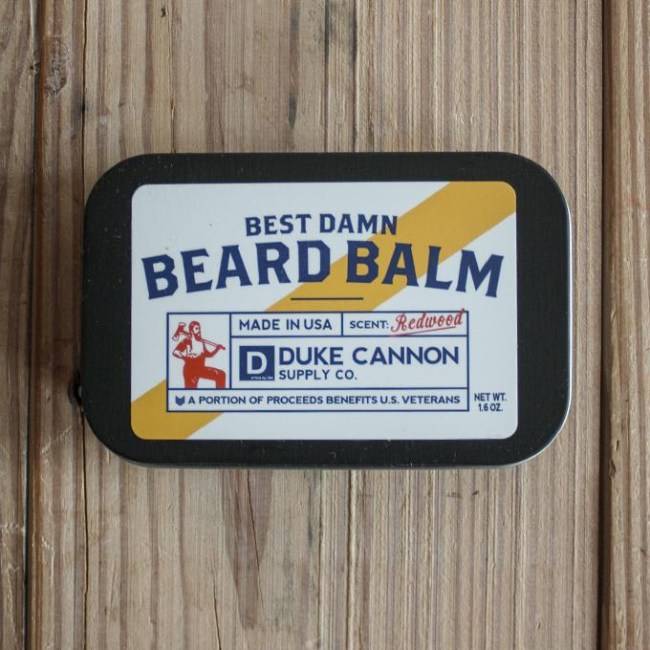 BEST DAMN
BEARD BALM
MADE IN USA
SCENT: Redwood
D
DUKE CANNON
SUPPLY CO.
A PORTION OF PROCEEDS BENEFITS U.S. VETERANS
NET WT.
1.6 OZ.